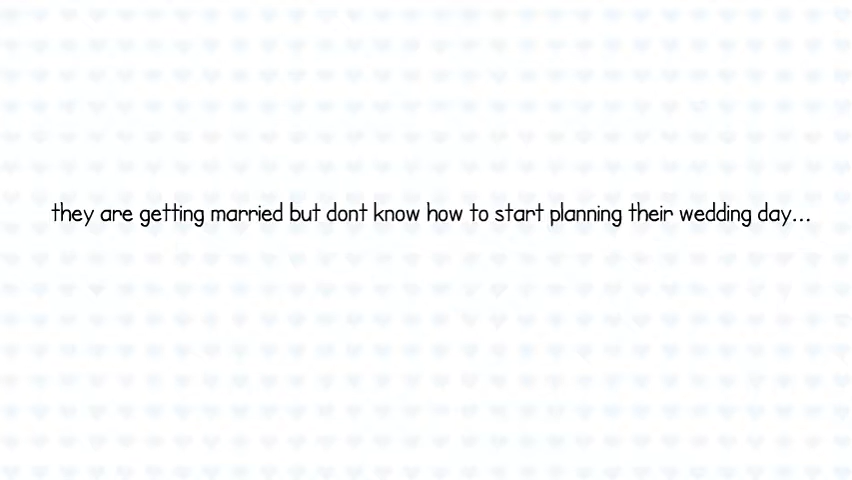 they are getting married but dont know how to start planning their wedding day...